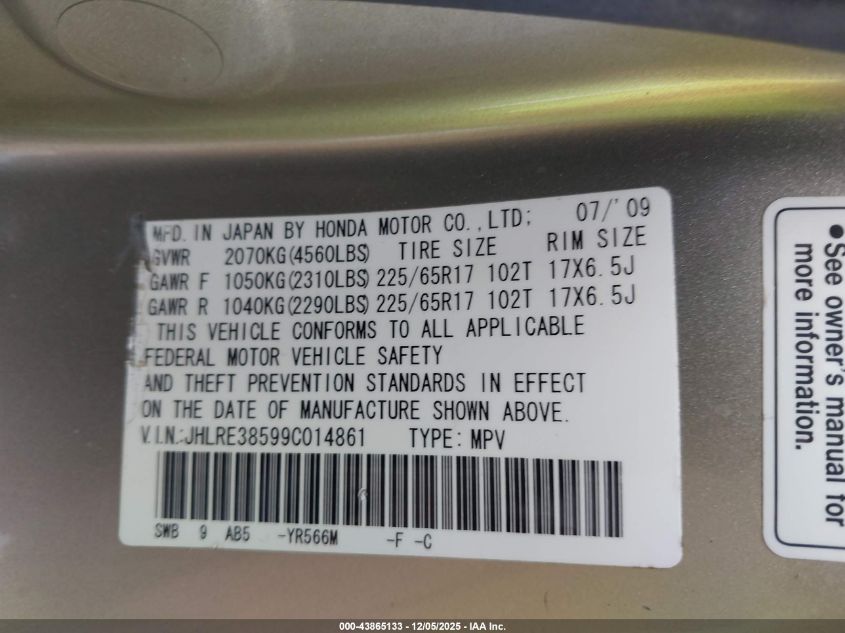 MFD. IN JAPAN BY HONDA MOTOR CO.,LTD; 07/'09
GVWR 2070KG(4560LBS) TIRE SIZE RIM SIZE
GAWR F 1050KG(2310LBS) 225/65R17 102T 17X6.5J
GAWR R 1040KG(2290LBS) 225/65R17 102T 17X6.5J
THIS VEHICLE CONFORMS TO ALL APPLICABLE
FEDERAL MOTOR VEHICLE SAFETY
AND THEFT PREVENTION STANDARDS IN EFFECT
ON THE DATE OF MANUFACTURE SHOWN ABOVE.
V.I.N.:JHLRE38599C014861 TYPE: MPV
SWB 9 AB5 -YR566M -F -C
●See owner's manual for
more information.
000-43865133 - 12/05/2025 - IAA Inc.